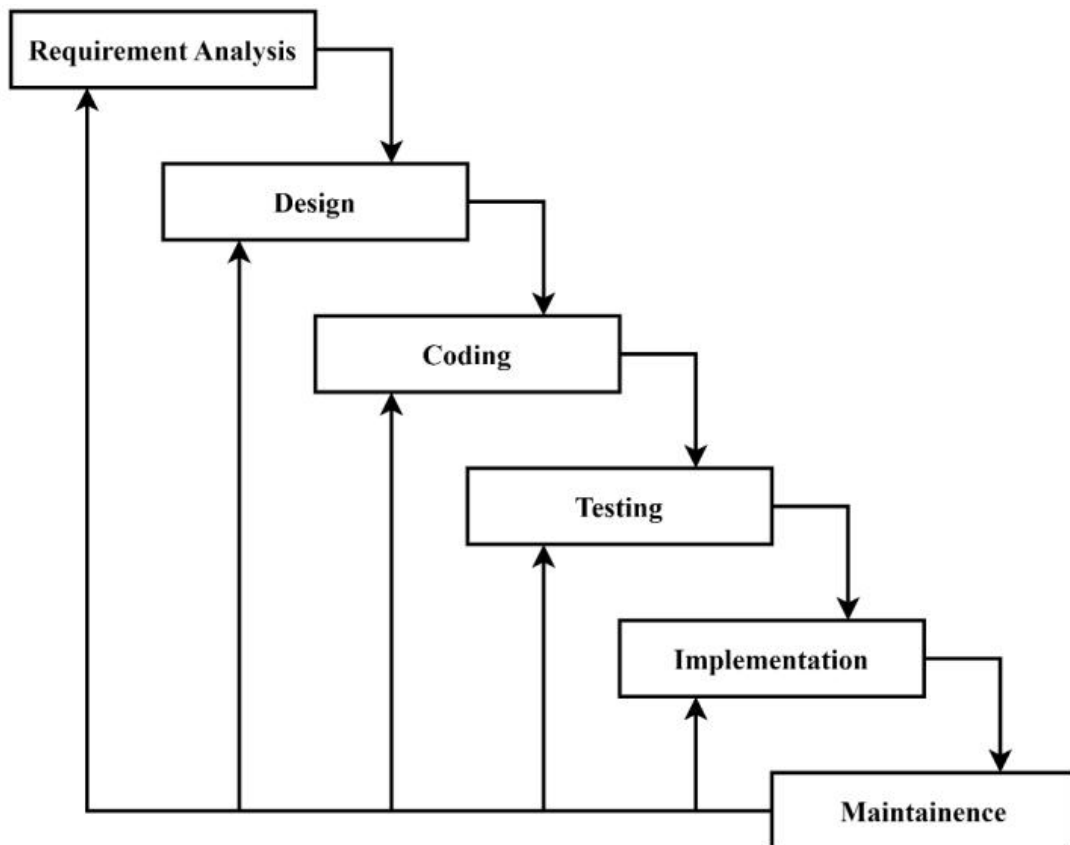 Requirement Analysis
Design
Coding
Testing
Implementation
Maintainence